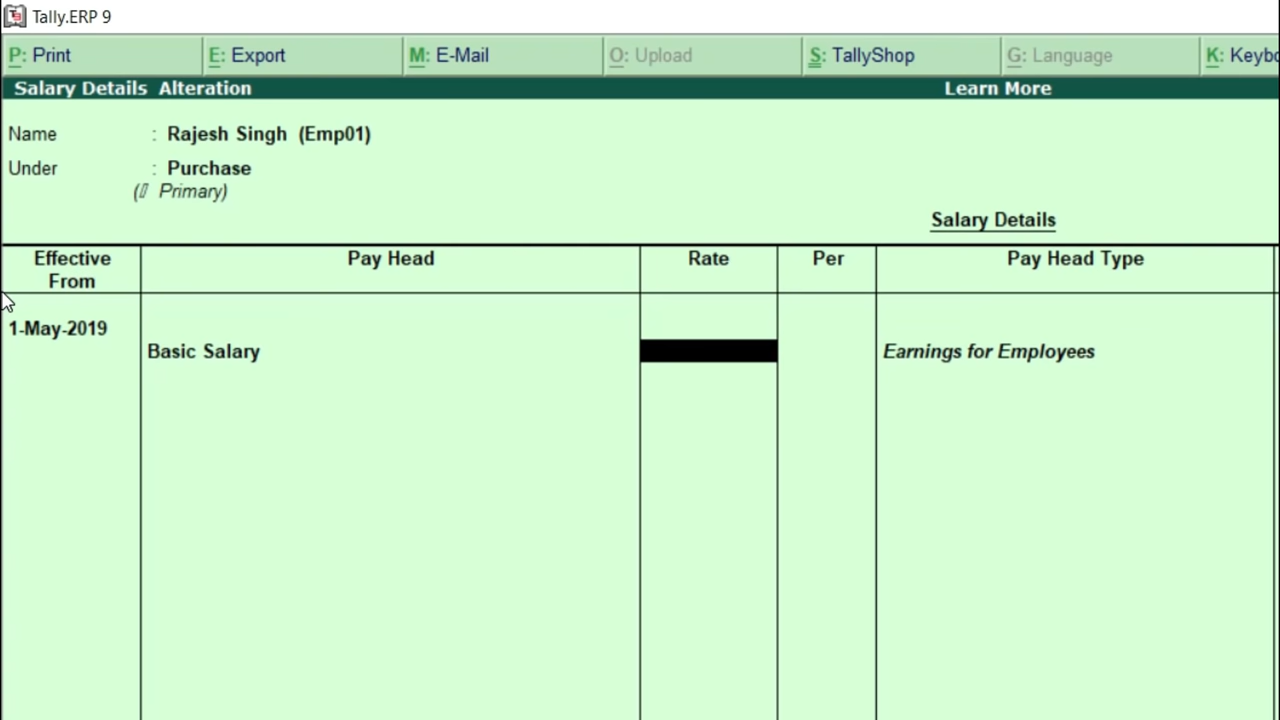 Tally.ERP 9
P: Print E: Export M: E-Mail O: Upload S: TallyShop G: Language K: Keybo
Salary Details Alteration Learn More
Name : Rajesh Singh (Emp01)
Under : Purchase
( Primary)
Salary Details
Effective From Pay Head Rate Per Pay Head Type
1-May-2019
Basic Salary Earnings for Employees